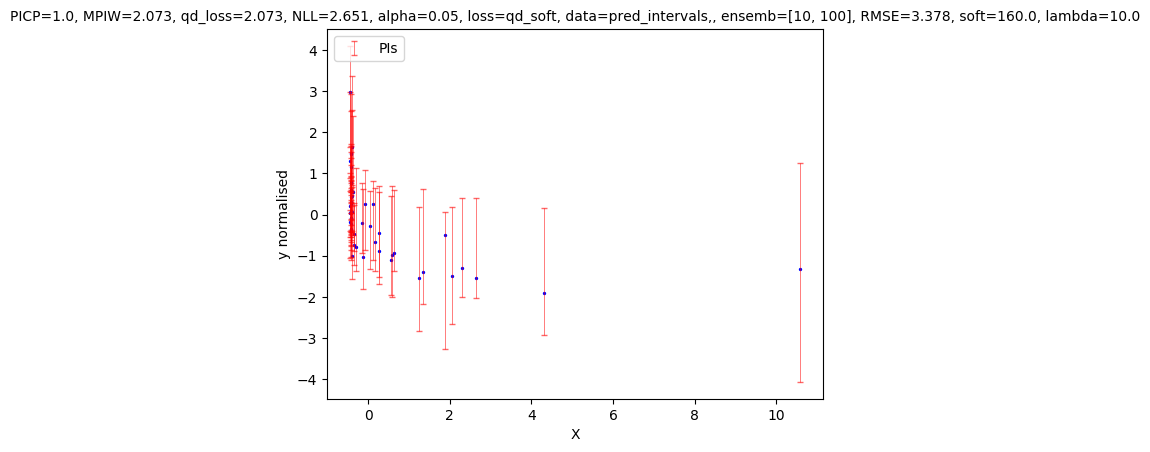 PICP=1.0, MPIW=2.073, qd_loss=2.073, NLL=2.651, alpha=0.05, loss=qd_soft, data=pred_intervals,, ensemb=[10, 100], RMSE=3.378, soft=160.0, lambda=10.0
PIs
4
3
2
1
0
−1
−2
−3
−4
y normalised
0 2 4 6 8 10
X